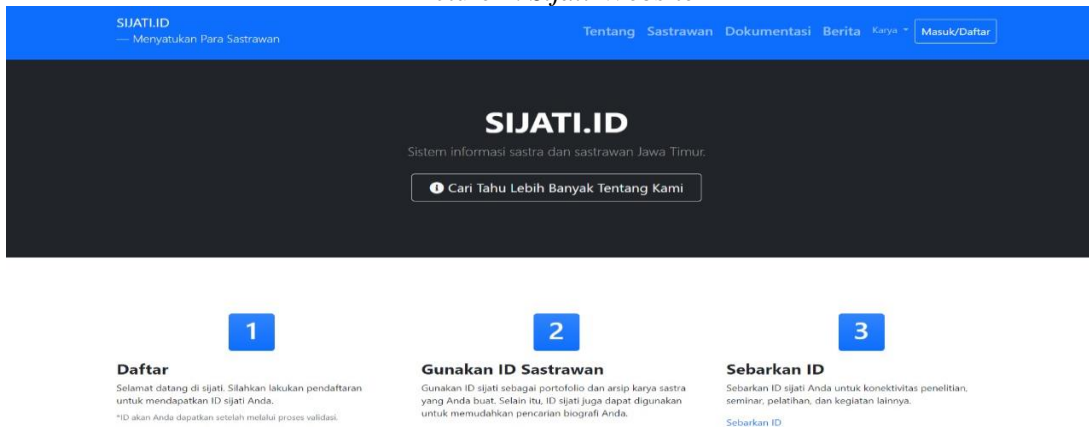 SIJATI.ID
— Menyatukan Para Sastrawan
Tentang Sastrawan Dokumentasi Berita Karya Masuk/Daftar
SIJATI.ID
Sistem informasi sastra dan sastrawan Jawa Timur.
Cari Tahu Lebih Banyak Tentang Kami
1
Daftar
Selamat datang di sijati. Silahkan lakukan pendaftaran
untuk mendapatkan ID sijati Anda.
*ID akan Anda dapatkan setelah melalui proses validasi.
2
Gunakan ID Sastrawan
Gunakan ID sijati sebagai portofolio dan arsip karya sastra
yang Anda buat. Selain itu, ID sijati juga dapat digunakan
untuk memudahkan pencarian biografi Anda.
3
Sebarkan ID
Sebarkan ID sijati Anda untuk konektivitas penelitian,
seminar, pelatihan, dan kegiatan lainnya.
Sebarkan ID